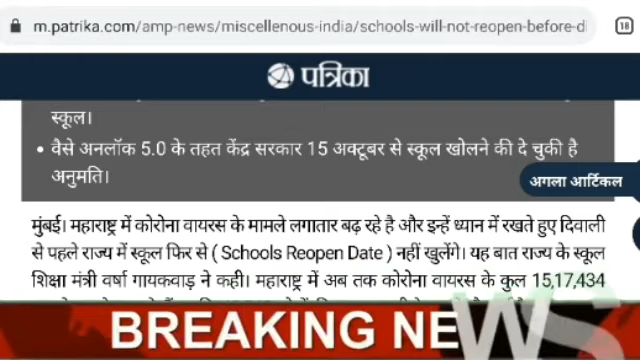 m.patrika.com/amp-news/miscellenous-india/schools-will-not-reopen-before-d
18
पत्रिका
स्कूल।
• वैसे अनलॉक 5.0 के तहत केंद्र सरकार 15 अक्टूबर से स्कूल खोलने की दे चुकी है
अनुमति।
अगला आर्टिकल
मुंबई। महाराष्ट्र में कोरोना वायरस के मामले लगातार बढ़ रहे है और इन्हें ध्यान में रखते हुए दिवाली
से पहले राज्य में स्कूल फिर से ( Schools Reopen Date ) नहीं खुलेंगे। यह बात राज्य के स्कूल
शिक्षा मंत्री वर्षा गायकवाड़ ने कही। महाराष्ट्र में अब तक कोरोना वायरस के कुल 15,17,434
BREAKING NEWS